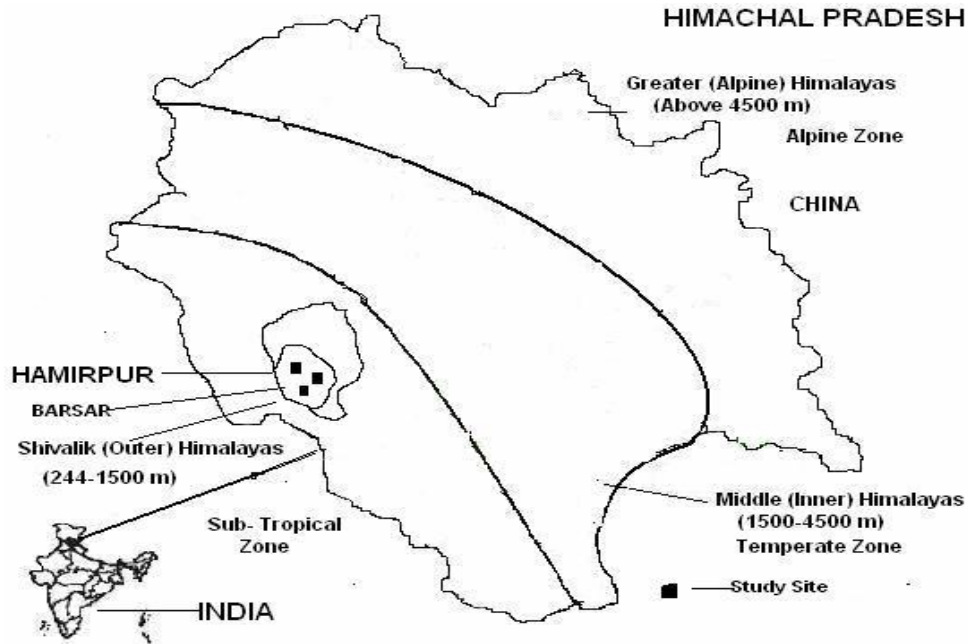 HIMACHAL PRADESH
Greater (Alpine) Himalayas
(Above 4500 m)
Alpine Zone
CHINA
HAMIRPUR
BARSAR
Shivalik (Outer) Himalayas
(244-1500 m)
Sub- Tropical
Zone
Middle (Inner) Himalayas
(1500-4500 m)
Temperate Zone
Study Site
INDIA